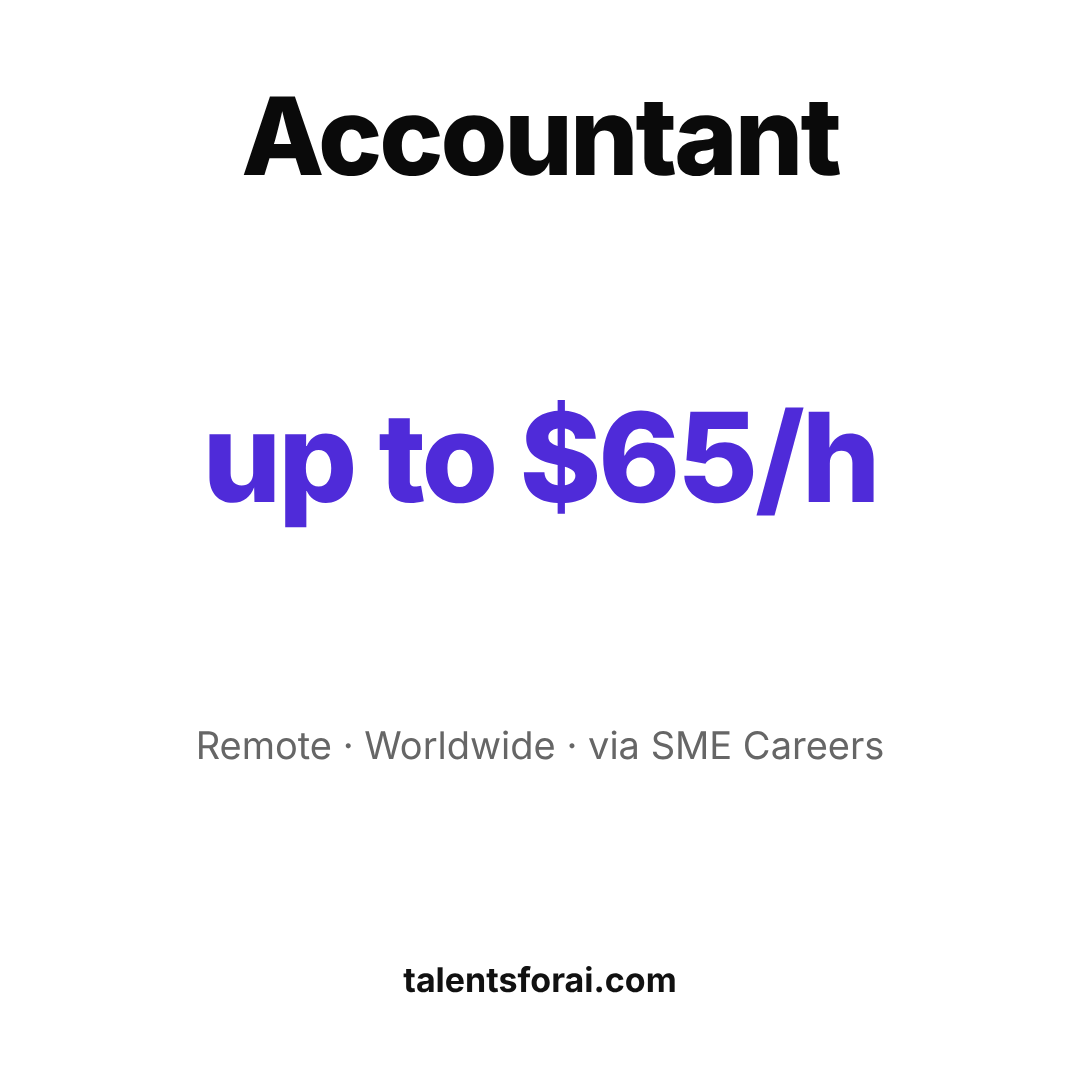 Accountant
up to $65/h
Remote · Worldwide · via SME Careers
talentsforai.com